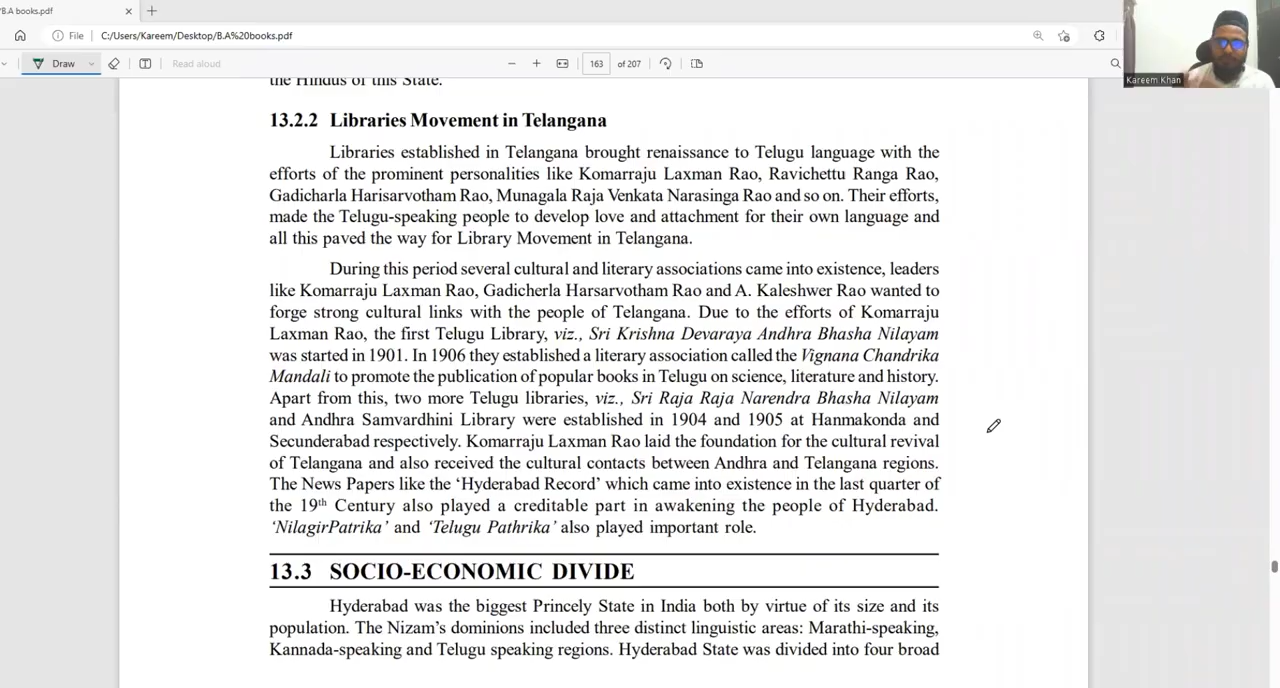 B.A books.pdf
File C:/Users/Kareem/Desktop/B.A%20books.pdf
Draw Read aloud 163 of 207
Kareem Khan
the Hindus of this State.
13.2.2 Libraries Movement in Telangana
Libraries established in Telangana brought renaissance to Telugu language with the
efforts of the prominent personalities like Komarraju Laxman Rao, Ravichettu Ranga Rao,
Gadicharla Harisarvotham Rao, Munagala Raja Venkata Narasinga Rao and so on. Their efforts,
made the Telugu-speaking people to develop love and attachment for their own language and
all this paved the way for Library Movement in Telangana.
During this period several cultural and literary associations came into existence, leaders
like Komarraju Laxman Rao, Gadicherla Harsarvotham Rao and A. Kaleshwer Rao wanted to
forge strong cultural links with the people of Telangana. Due to the efforts of Komarraju
Laxman Rao, the first Telugu Library, viz., Sri Krishna Devaraya Andhra Bhasha Nilayam
was started in 1901. In 1906 they established a literary association called the Vignana Chandrika
Mandali to promote the publication of popular books in Telugu on science, literature and history.
Apart from this, two more Telugu libraries, viz., Sri Raja Raja Narendra Bhasha Nilayam
and Andhra Samvardhini Library were established in 1904 and 1905 at Hanmakonda and
Secunderabad respectively. Komarraju Laxman Rao laid the foundation for the cultural revival
of Telangana and also received the cultural contacts between Andhra and Telangana regions.
The News Papers like the ‘Hyderabad Record’ which came into existence in the last quarter of
the 19th Century also played a creditable part in awakening the people of Hyderabad.
‘NilagirPatrika’ and ‘Telugu Pathrika’ also played important role.
13.3 SOCIO-ECONOMIC DIVIDE
Hyderabad was the biggest Princely State in India both by virtue of its size and its
population. The Nizam’s dominions included three distinct linguistic areas: Marathi-speaking,
Kannada-speaking and Telugu speaking regions. Hyderabad State was divided into four broad